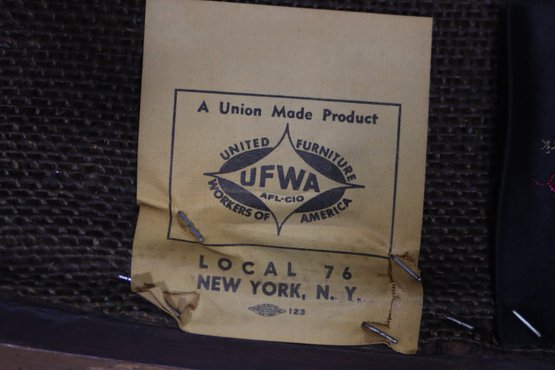 A Union Made Product
UNITED FURNITURE
UFWA
AFL-CIO
WORKERS OF AMERICA
LOCAL 76
NEW YORK, N. Y.
123